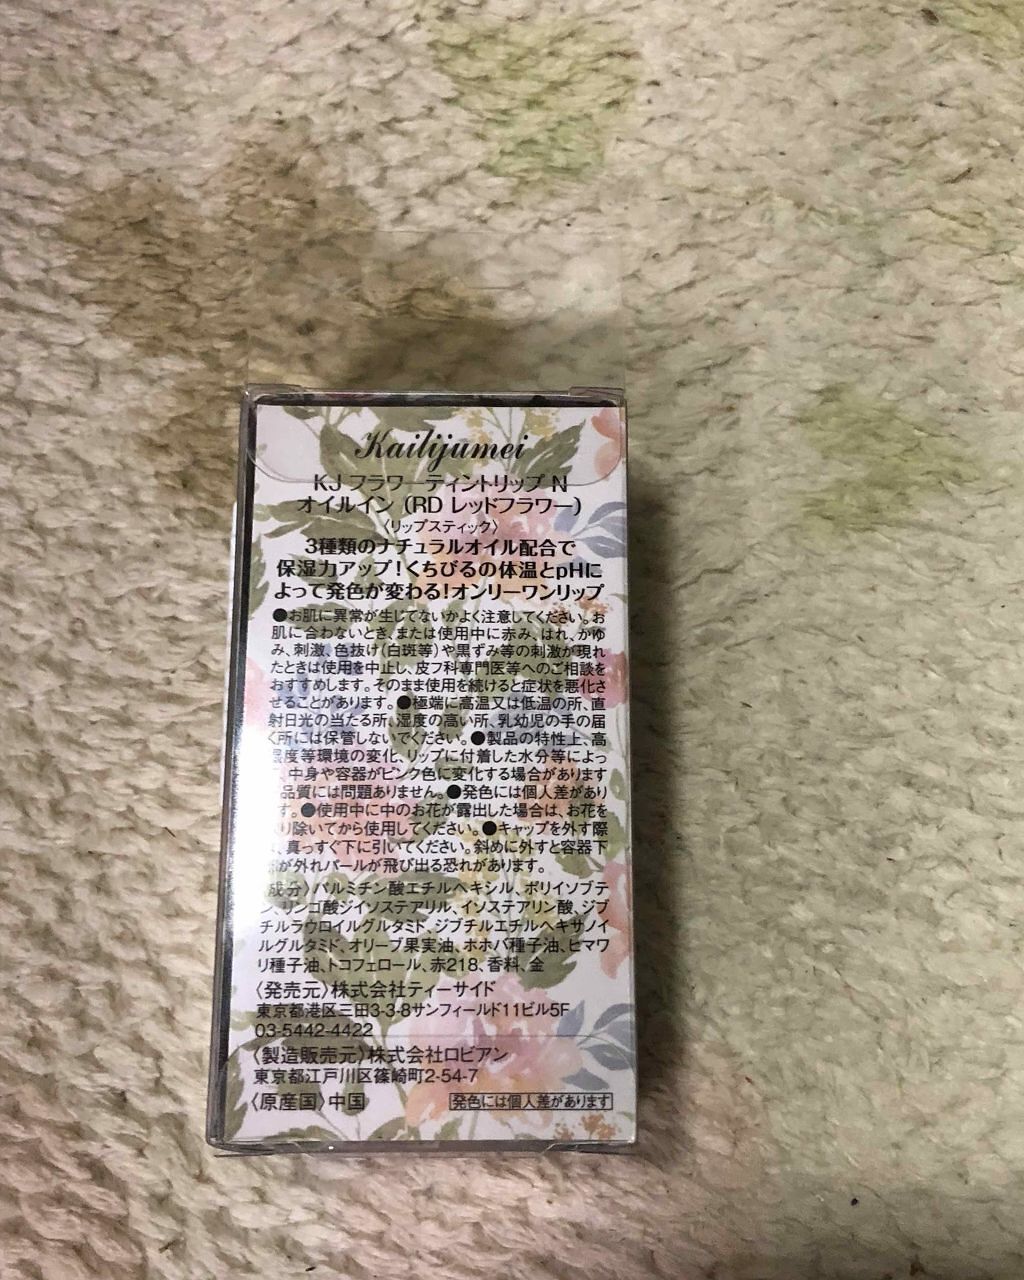 Kailijumei
KJ フラワーティントリップ N
オイルイン (RD レッドフラワー)
〈リップスティック〉
3種類のナチュラルオイル配合で
保湿力アップ!くちびるの体温とpHに
よって発色が変わる!オンリーワンリップ
●お肌に異常が生じてないかよく注意してください。お
肌に合わないとき、または使用中に赤み、はれ、かゆ
み、刺激、色抜け(白斑等)や黒ずみ等の刺激が現れ
たときは使用を中止し、皮フ科専門医等へのご相談を
おすすめします。そのまま使用を続けると症状を悪化さ
せることがあります。●極端に高温又は低温の所、直
射日光の当たる所、湿度の高い所、乳幼児の手の届
く所には保管しないでください。●製品の特性上、高
温度等環境の変化、リップに付着した水分等によっ
、中身や容器がピンク色に変化する場合があります
品質には問題ありません。●発色には個人差があり
す。●使用中に中のお花が露出した場合は、お花を
り除いてから使用してください。●キャップを外す際
、真っすぐ下に引いてください。斜めに外すと容器下
が外れパールが飛び出る恐れがあります。
〈成分〉パルミチン酸エチルヘキシル、ポリイソブテ
ン、リンゴ酸ジイソステアリル、イソステアリン酸、ジブ
チルラウロイルグルタミド、ジブチルエチルヘキサノイ
ルグルタミド、オリーブ果実油、ホホバ種子油、ヒマワ
リ種子油、トコフェロール、赤218、香料、金
〈発売元〉株式会社ティーサイド
東京都港区三田3-3-8サンフィールド11ビル5F
03-5442-4422
〈製造販売元〉株式会社ロビアン
東京都江戸川区篠崎町2-54-7
〈原産国〉中国
発色には個人差があります